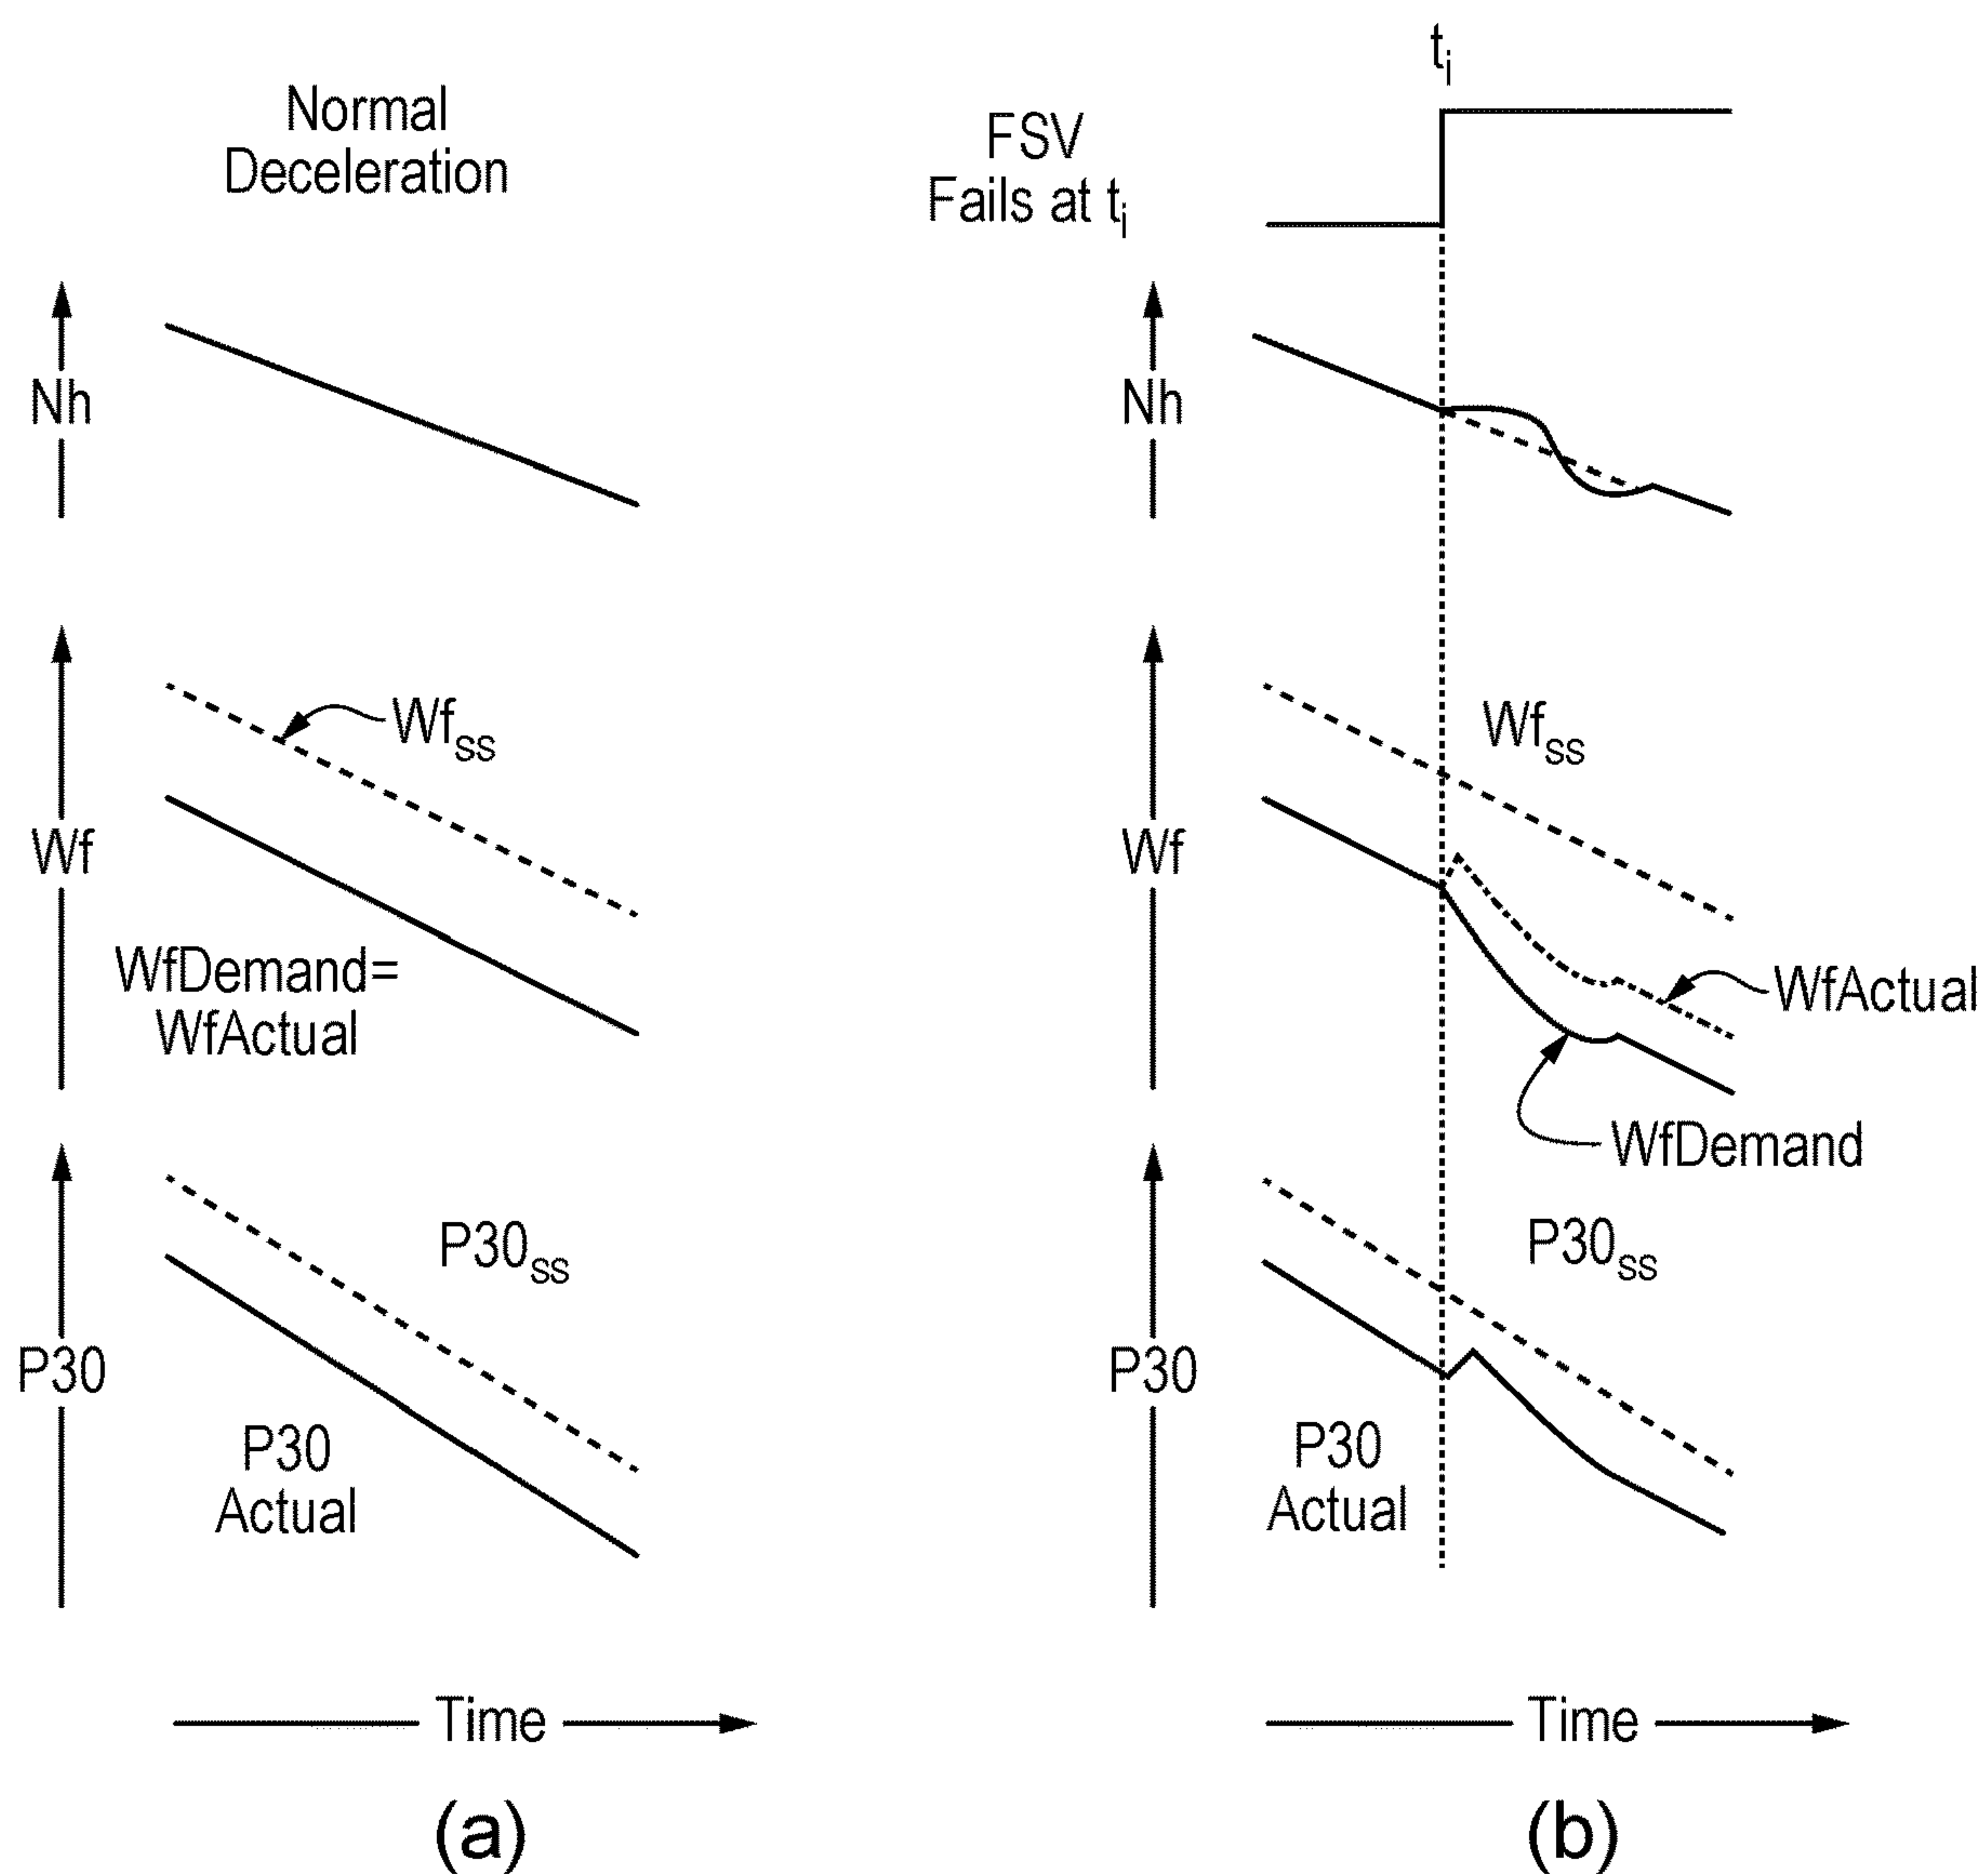 Normal
Deceleration
Nh
Wf
Wfss
WfDemand=
WfActual
P30
P30ss
P30
Actual
Time
(a)
ti
FSV
Fails at ti
Nh
Wf
Wfss
WfActual
WfDemand
P30
P30ss
P30
Actual
Time
(b)